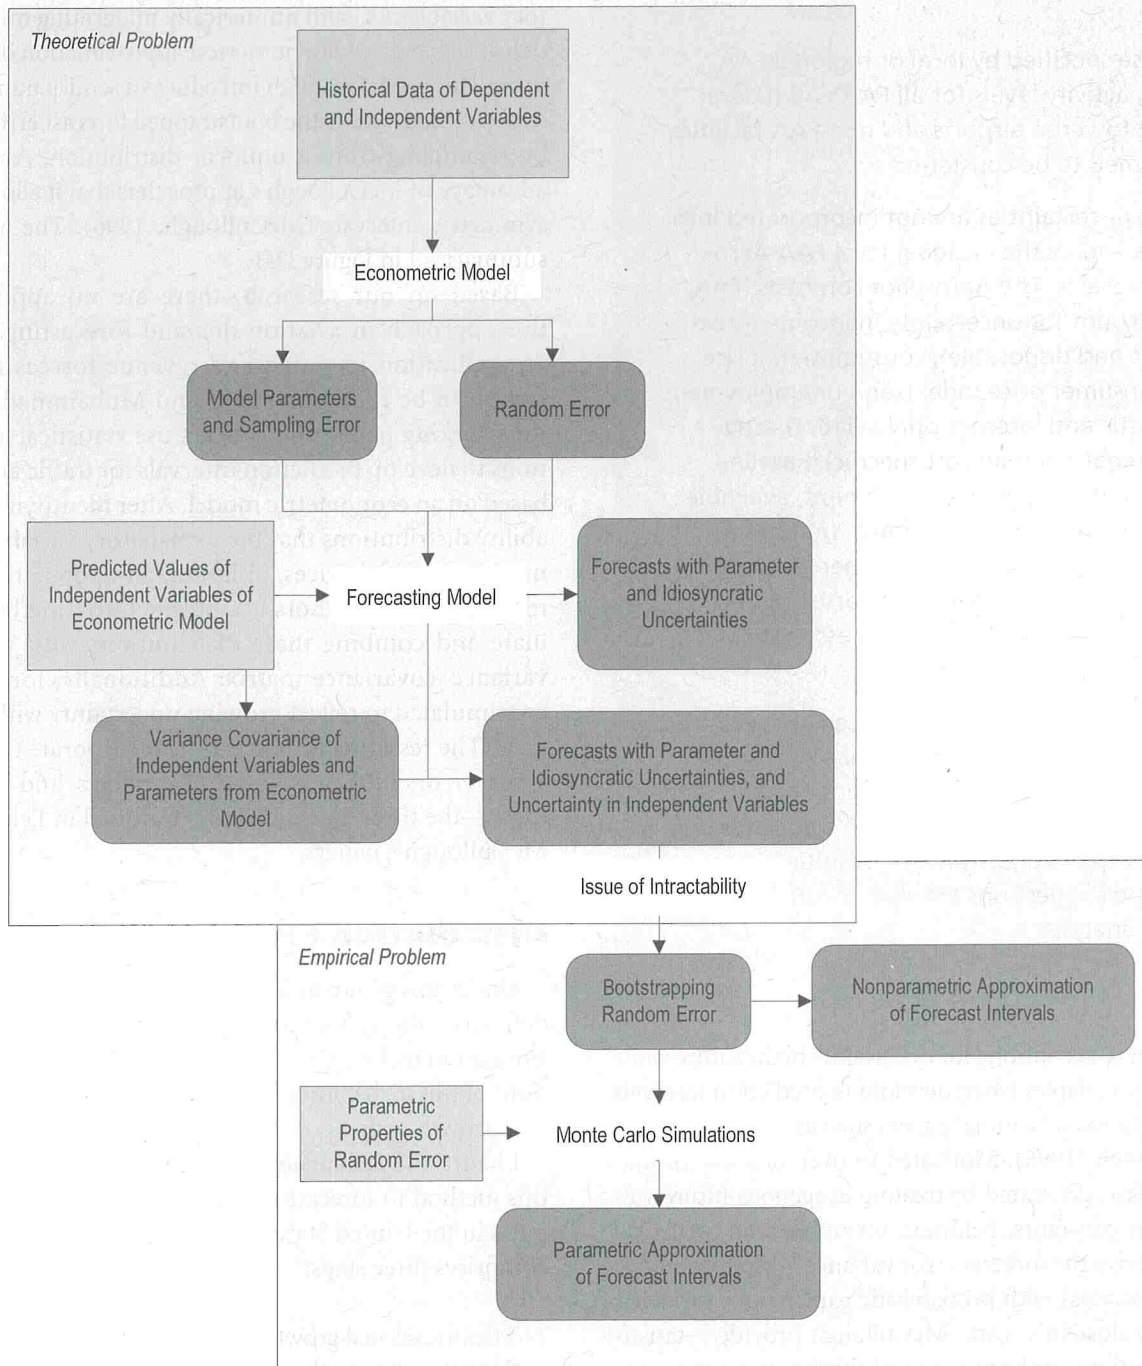 Theoretical Problem
Historical Data of Dependent
and Independent Variables
Econometric Model
Model Parameters
and Sampling Error
Random Error
Predicted Values of
Independent Variables of
Econometric Model
Forecasting Model
Forecasts with Parameter
and Idiosyncratic
Uncertainties
Variance Covariance of
Independent Variables and
Parameters from Econometric
Model
Forecasts with Parameter and
Idiosyncratic Uncertainties, and
Uncertainty in Independent Variables
Issue of Intractability
Empirical Problem
Bootstrapping
Random Error
Nonparametric Approximation
of Forecast Intervals
Parametric
Properties of
Random Error
Monte Carlo Simulations
Parametric Approximation
of Forecast Intervals